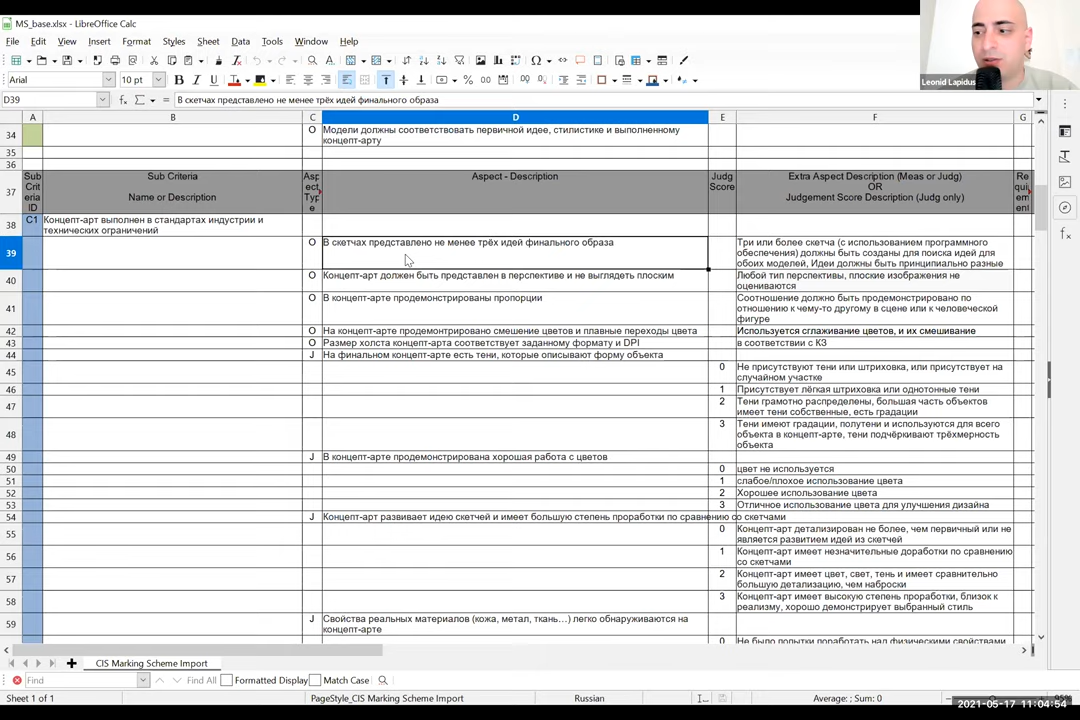 MS_base.xlsx - LibreOffice Calc
File Edit View Insert Format Styles Sheet Data Tools Window Help
Arial 10 pt
D39 В скетчах представлено не менее трёх идей финального образа
A B C D E F G
34 О Модели должны соответствовать первичной идее, стилистике и выполненному
концепт-арту
35
36
37 Sub Criteria ID Sub Criteria Name or Description Aspect Type Aspect - Description Judg Score Extra Aspect Description (Meas or Judg) OR Judgement Score Description (Judg only) Requirement
38 C1 Концепт-арт выполнен в стандартах индустрии и
технических ограничений
39 О В скетчах представлено не менее трёх идей финального образа Три или более скетча (с использованием программного
обеспечения) должны быть созданы для поиска идей для
обоих моделей, Идеи должны быть принципиально разные
40 О Концепт-арт должен быть представлен в перспективе и не выглядеть плоским Любой тип перспективы, плоские изображения не
оцениваются
41 О В концепт-арте продемонстрированы пропорции Соотношение должно быть продемонстрировано по
отношению к чему-то другому в сцене или к человеческой
фигуре
42 О На концепт-арте продемонтрировано смешение цветов и плавные переходы цвета Используется сглаживание цветов, и их смешивание
43 О Размер холста концепт-арта соответствует заданному формату и DPI в соответствии с КЗ
44 J На финальном концепт-арте есть тени, которые описывают форму объекта
45 0 Не присутствуют тени или штриховка, или присутствует на
случайном участке
46 1 Присутствует лёгкая штриховка или однотонные тени
47 2 Тени грамотно распределены, большая часть объектов
имеет тени собственные, есть градации
48 3 Тени имеют градации, полутени и используются для всего
объекта в концепт-арте, тени подчёркивают трёхмерность
объекта
49 J В концепт-арте продемонстрирована хорошая работа с цветов
50 0 цвет не используется
51 1 слабое/плохое использование цвета
52 2 Хорошее использование цвета
53 3 Отличное использование цвета для улучшения дизайна
54 J Концепт-арт развивает идею скетчей и имеет большую степень проработки по сравнению со скетчами
55 0 Концепт-арт детализирован не более, чем первичный или не
является развитием идей из скетчей
56 1 Концепт-арт имеет незначительные доработки по сравнению
со скетчами
57 2 Концепт-арт имеет цвет, свет, тень и имеет сравнительно
большую детализацию, чем наброски
58 3 Концепт-арт имеет высокую степень проработки, близок к
реализму, хорошо демонстрирует выбранный стиль
59 J Свойства реальных материалов (кожа, метал, ткань...) легко обнаруживаются на
концепт-арте
0 Не было попытки поработать над физическими свойствами
CIS Marking Scheme Import
Find Find All Formatted Display Match Case
Sheet 1 of 1 PageStyle_CIS Marking Scheme Import Russian Average: ; Sum: 0
2021-05-17 11:04:54
Leonid Lapidus